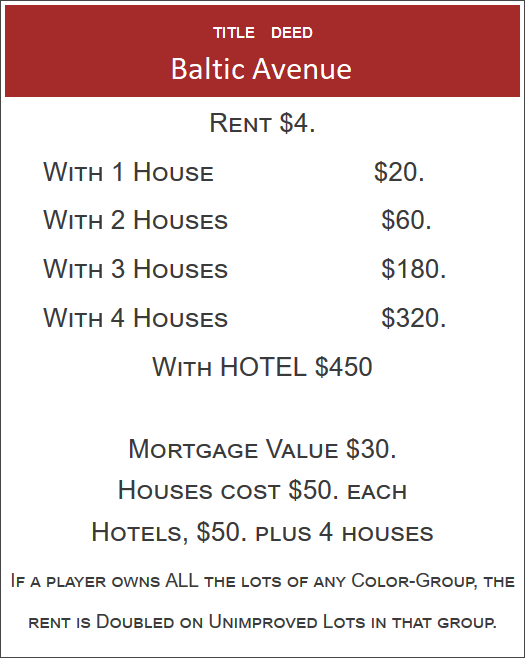 TITLE DEED
Baltic Avenue
RENT $4.
WITH 1 HOUSE $20.
WITH 2 HOUSES $60.
WITH 3 HOUSES $180.
WITH 4 HOUSES $320.
WITH HOTEL $450
MORTGAGE VALUE $30.
HOUSES COST $50. EACH
HOTELS, $50. PLUS 4 HOUSES
IF A PLAYER OWNS ALL THE LOTS OF ANY COLOR-GROUP, THE
RENT IS DOUBLED ON UNIMPROVED LOTS IN THAT GROUP.